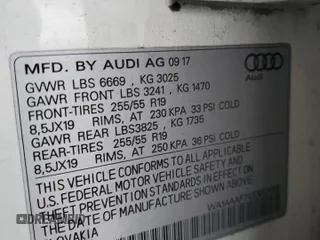 MFD. BY AUDI AG 09 17
GVWR LBS 6669 , KG 3025
GAWR FRONT LBS 3241 , KG 1470
FRONT-TIRES 255/55 R19
8,5JX19 RIMS, AT 230 KPA 33 PSI COLD
GAWR REAR LBS3825 , KG 1735
REAR-TIRES 255/55 R19
8,5JX19 RIMS, AT 250 KPA 36 PSI COLD
THIS VEHICLE CONFORMS TO ALL APPLICABLE
U.S. FEDERAL MOTOR VEHICLE SAFETY AND
THEFT PREVENTION STANDARDS IN EFFECT ON
THE DATE OF MANUFACTURE SHOWN ABOVE.
SLOVAKIA
Audi